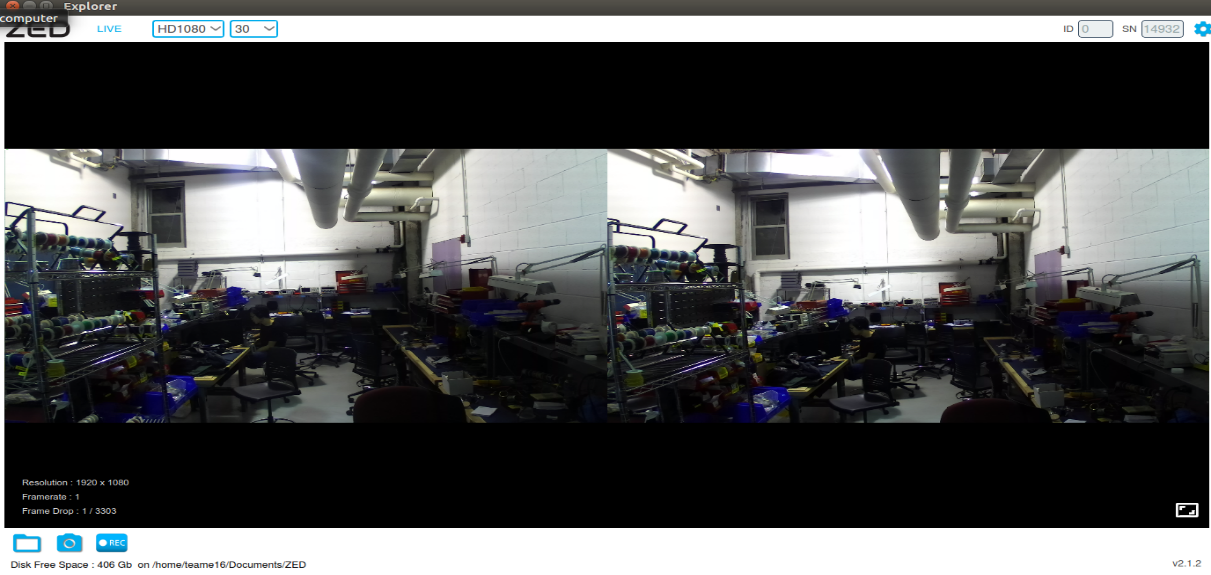 Explorer
computer
ZED LIVE HD1080 30 ID 0 SN 14932
Resolution : 1920 x 1080
Framerate : 1
Frame Drop : 1 / 3303
REC
Disk Free Space : 406 Gb on /home/teame16/Documents/ZED
v2.1.2